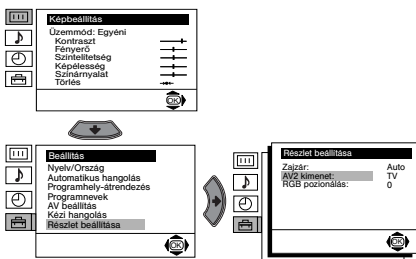 Képbeállítás
Üzemmód: Egyéni
Kontraszt
Fényerő
Színtelítetség
Képélesség
Színárnyalat
Törlés
OK
Beállítás
Nyelv/Ország
Automatikus hangolás
Programhely-átrendezés
Programnevek
AV beállítás
Kézi hangolás
Részlet beállítása
OK
Részlet beállítása
Zajzár: Auto
AV2 kimenet: TV
RGB pozionálás: 0
OK